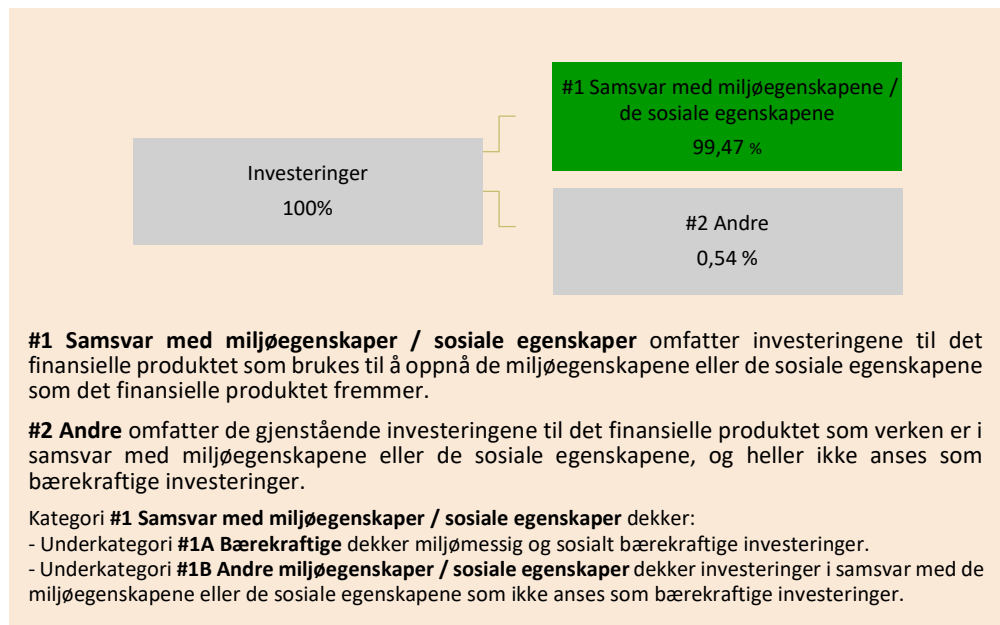 #1 Samsvar med miljøegenskapene /
de sosiale egenskapene
99,47 %
Investeringer
100%
#2 Andre
0,54 %
#1 Samsvar med miljøegenskaper / sosiale egenskaper omfatter investeringene til det
finansielle produktet som brukes til å oppnå de miljøegenskapene eller de sosiale egenskapene
som det finansielle produktet fremmer.
#2 Andre omfatter de gjenstående investeringene til det finansielle produktet som verken er i
samsvar med miljøegenskapene eller de sosiale egenskapene, og heller ikke anses som
bærekraftige investeringer.
Kategori #1 Samsvar med miljøegenskaper / sosiale egenskaper dekker:
- Underkategori #1A Bærekraftige dekker miljømessig og sosialt bærekraftige investeringer.
- Underkategori #1B Andre miljøegenskaper / sosiale egenskaper dekker investeringer i samsvar med de
miljøegenskapene eller de sosiale egenskapene som ikke anses som bærekraftige investeringer.